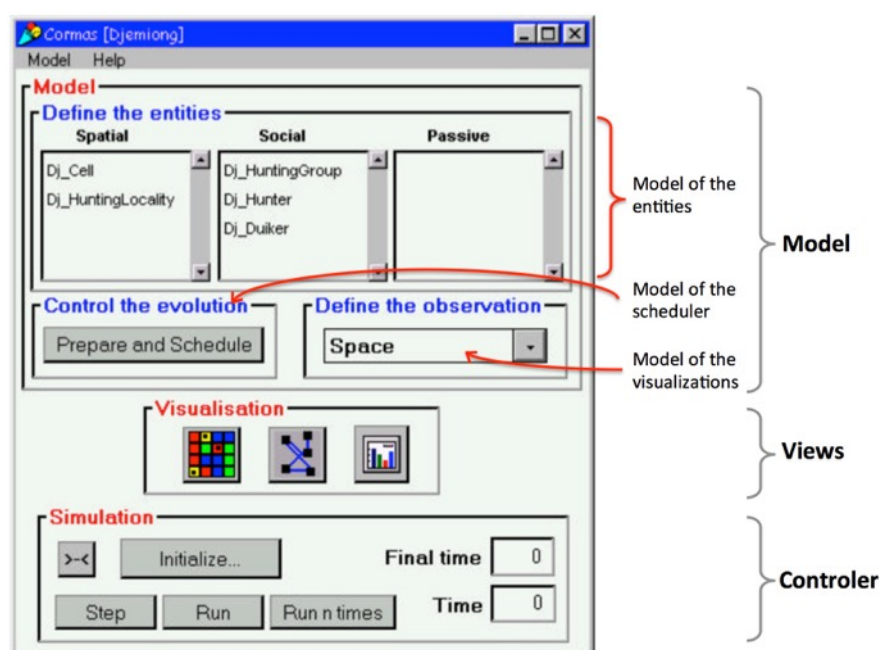 Cormas [Djemiong]
Model Help
Model
Define the entities
Spatial Social Passive
Dj_Cell
Dj_HuntingLocality
Dj_HuntingGroup
Dj_Hunter
Dj_Duiker
Control the evolution
Prepare and Schedule
Define the observation
Space
Visualisation
Simulation
>-<
Initialize...
Final time 0
Step
Run
Run n times
Time 0
Model of the
entities
Model of the
scheduler
Model of the
visualizations
Model
Views
Controler